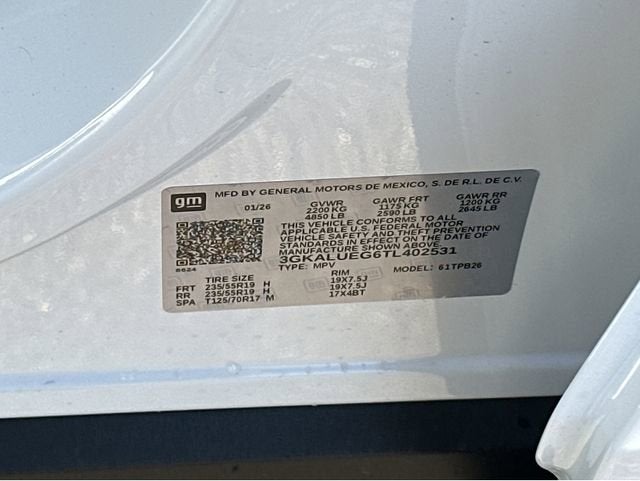 gm
MFD BY GENERAL MOTORS DE MEXICO, S. DE R.L. DE C.V.
01/26 GVWR GAWR FRT GAWR RR
2200 KG 1175 KG 1200 KG
4850 LB 2590 LB 2645 LB
THIS VEHICLE CONFORMS TO ALL
APPLICABLE U.S. FEDERAL MOTOR
VEHICLE SAFETY AND THEFT PREVENTION
STANDARDS IN EFFECT ON THE DATE OF
MANUFACTURE SHOWN ABOVE.
3GKALUEG6TL402531
8624 TYPE: MPV MODEL: 61TPB26
TIRE SIZE RIM
FRT 235/55R19 H 19X7.5J
RR 235/55R19 H 19X7.5J
SPA T125/70R17 M 17X4BT